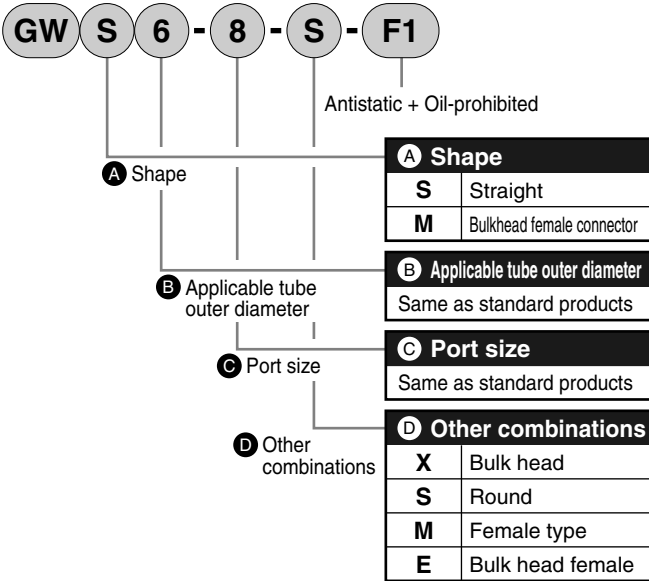 GW S 6 - 8 - S - F1
Antistatic + Oil-prohibited
A Shape
B Applicable tube
outer diameter
C Port size
D Other
combinations
A Shape
S Straight
M Bulkhead female connector
B Applicable tube outer diameter
Same as standard products
C Port size
Same as standard products
D Other combinations
X Bulk head
S Round
M Female type
E Bulk head female